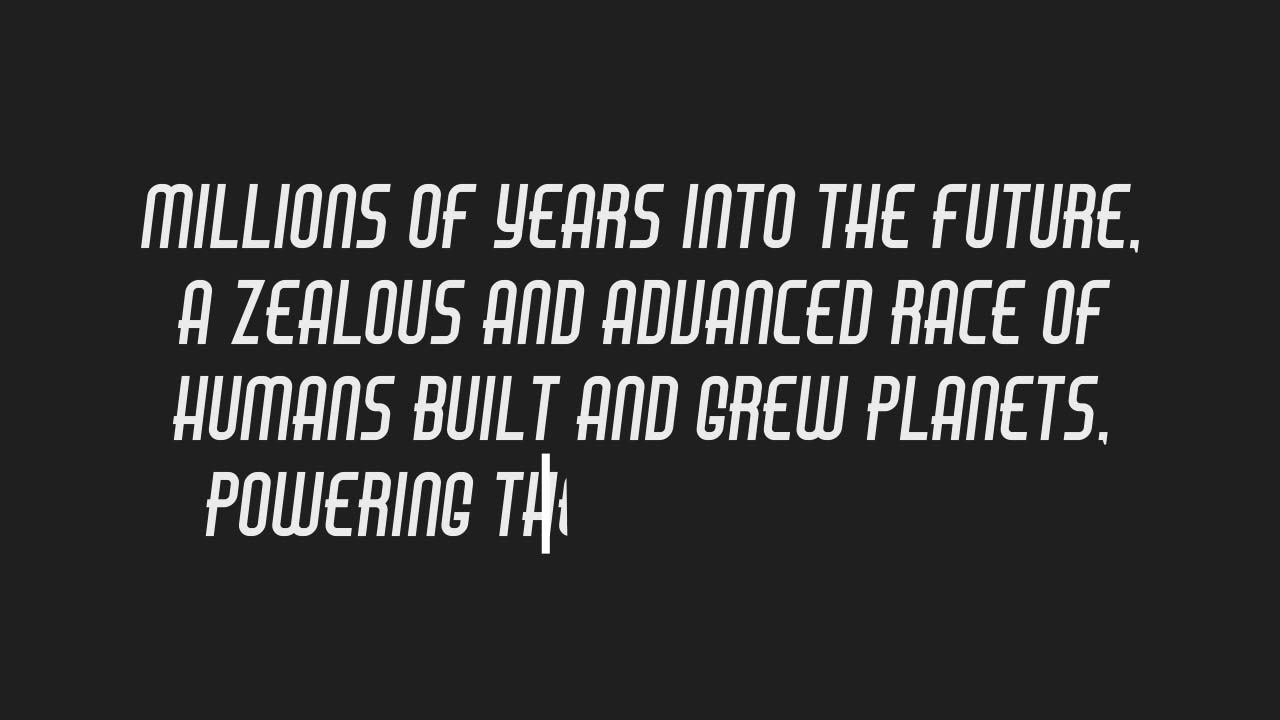 MILLIONS OF YEARS INTO THE FUTURE,
A ZEALOUS AND ADVANCED RACE OF
HUMANS BUILT AND GREW PLANETS,
POWERING